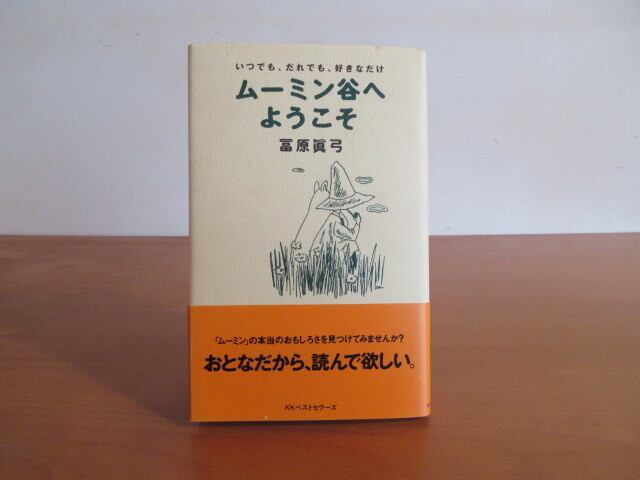 いつでも、だれでも、好きなだけ
ムーミン谷へ
ようこそ
冨原眞弓
「ムーミン」の本当のおもしろさを見つけてみませんか?
おとなだから、読んで欲しい。
KKベストセラーズ